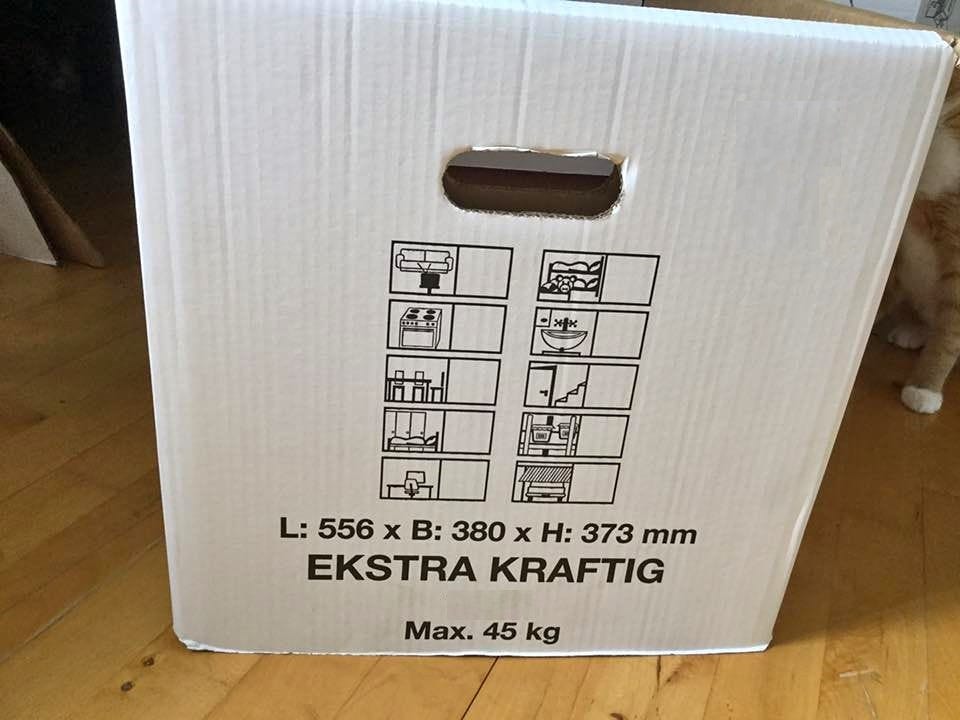 L: 556 x B: 380 x H: 373 mm
EKSTRA KRAFTIG
Max. 45 kg